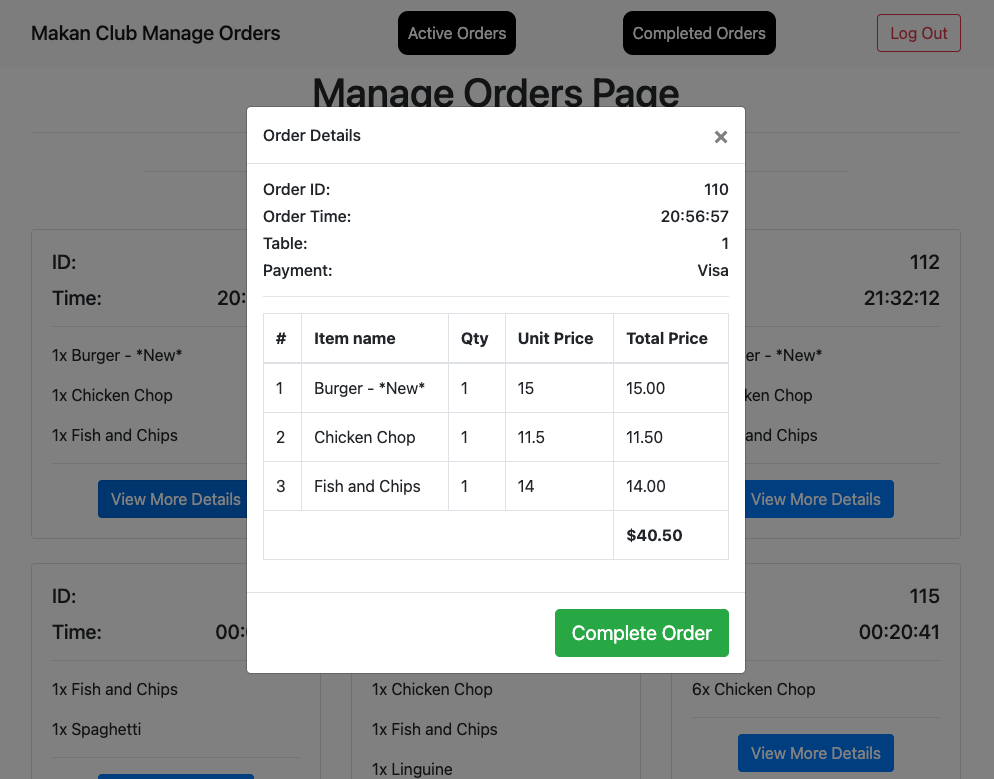 Makan Club Manage Orders
Active Orders
Completed Orders
Log Out
Manage Orders Page
Order Details
×
Order ID: 110
Order Time: 20:56:57
Table: 1
Payment: Visa
# Item name Qty Unit Price Total Price
1 Burger - *New* 1 15 15.00
2 Chicken Chop 1 11.5 11.50
3 Fish and Chips 1 14 14.00
$40.50
Complete Order
ID:
Time: 20:
1x Burger - *New*
1x Chicken Chop
1x Fish and Chips
View More Details
112
21:32:12
er - *New*
ken Chop
and Chips
View More Details
ID:
Time: 00:
1x Fish and Chips
1x Spaghetti
1x Chicken Chop
1x Fish and Chips
1x Linguine
115
00:20:41
6x Chicken Chop
View More Details